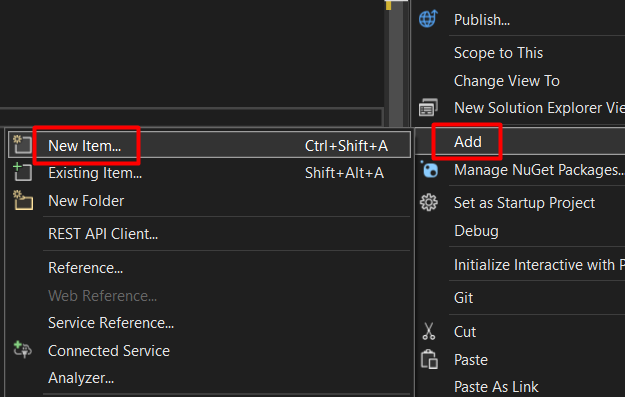 Publish...
Scope to This
Change View To
New Solution Explorer Vie
Add
Manage NuGet Packages...
Set as Startup Project
Debug
Initialize Interactive with P
Git
Cut
Paste
Paste As Link
New Item... Ctrl+Shift+A
Existing Item... Shift+Alt+A
New Folder
REST API Client...
Reference...
Web Reference...
Service Reference...
Connected Service
Analyzer...